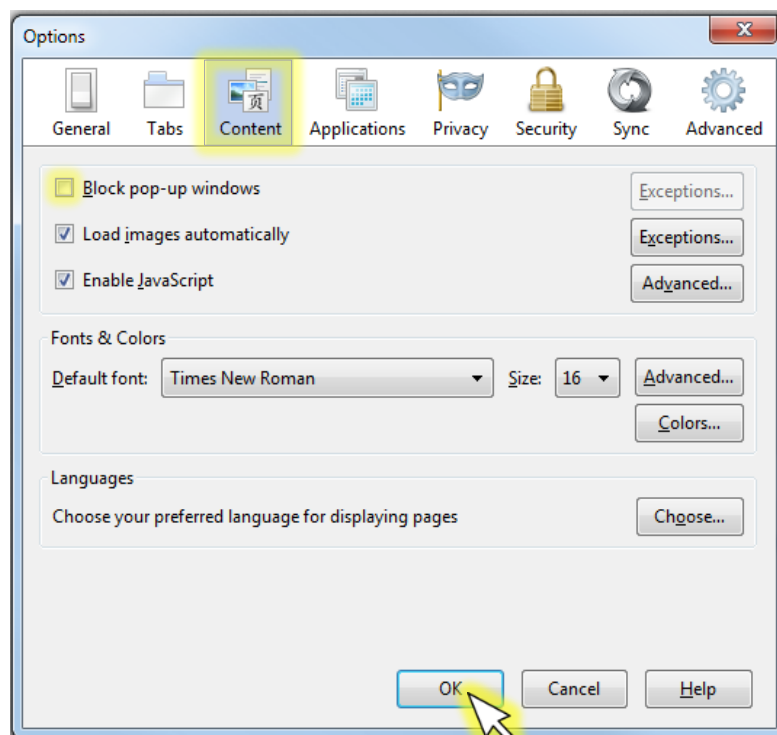 Options
General Tabs Content Applications Privacy Security Sync Advanced
页
Block pop-up windows Exceptions...
Load images automatically Exceptions...
Enable JavaScript Advanced...
Fonts & Colors
Default font: Times New Roman Size: 16 Advanced...
Colors...
Languages
Choose your preferred language for displaying pages Choose...
OK Cancel Help